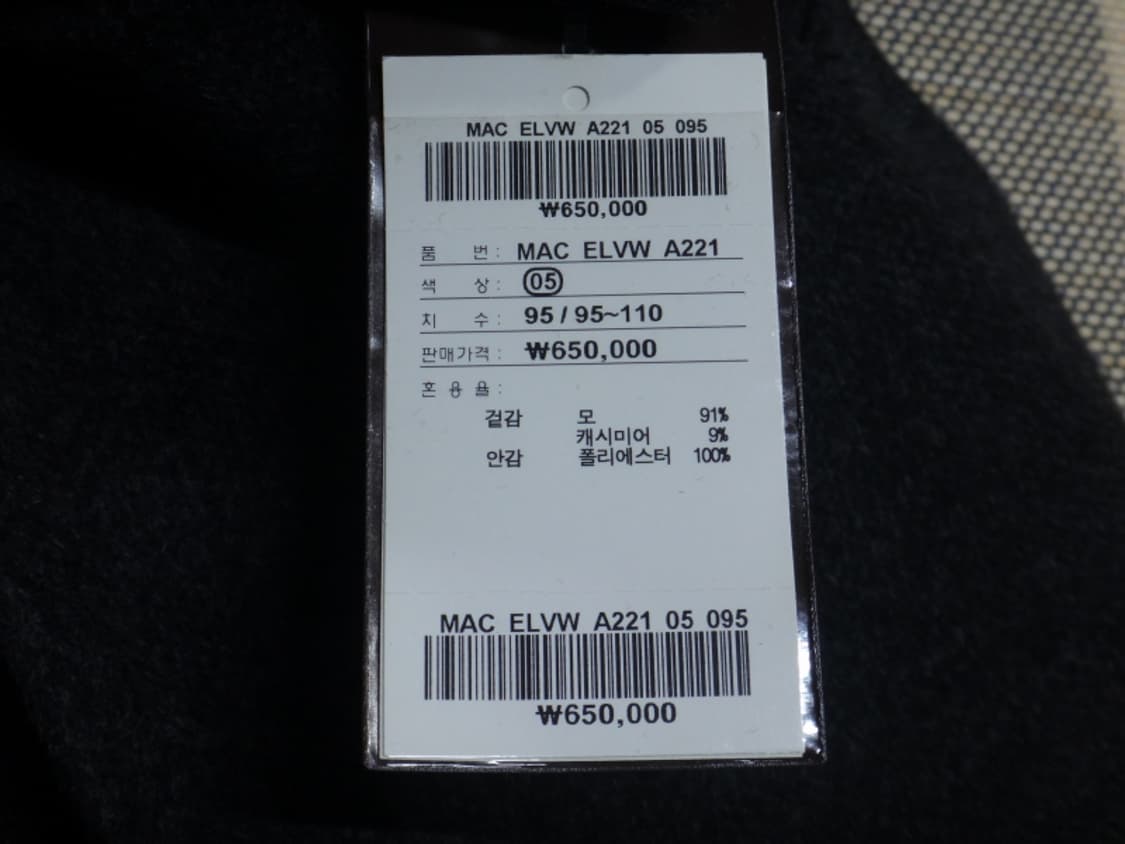 MAC ELVW A221 05 095
₩650,000
품 번 : MAC ELVW A221
색 상 : 05
치 수 : 95 / 95~110
판매가격 : ₩650,000
혼 용 율 :
겉감 모 91%
캐시미어 9%
안감 폴리에스터 100%
MAC ELVW A221 05 095
₩650,000